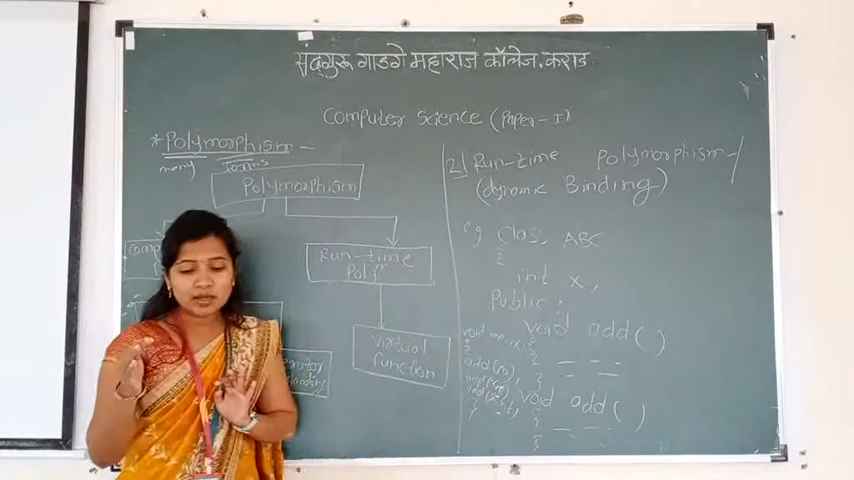 सद्गुरू गाडगे महाराज कॉलेज. कराड
Computer Science (Paper-I)
* Polymorphism -
many forms
Polymorphism
Run-time
Poly^m
Virtual
Function
2] Run-time Polymorphism -
(dynamic Binding)
eg Class ABC
{
int x,
Public :
void add( )
{ - - -
}
void add( )
{
}